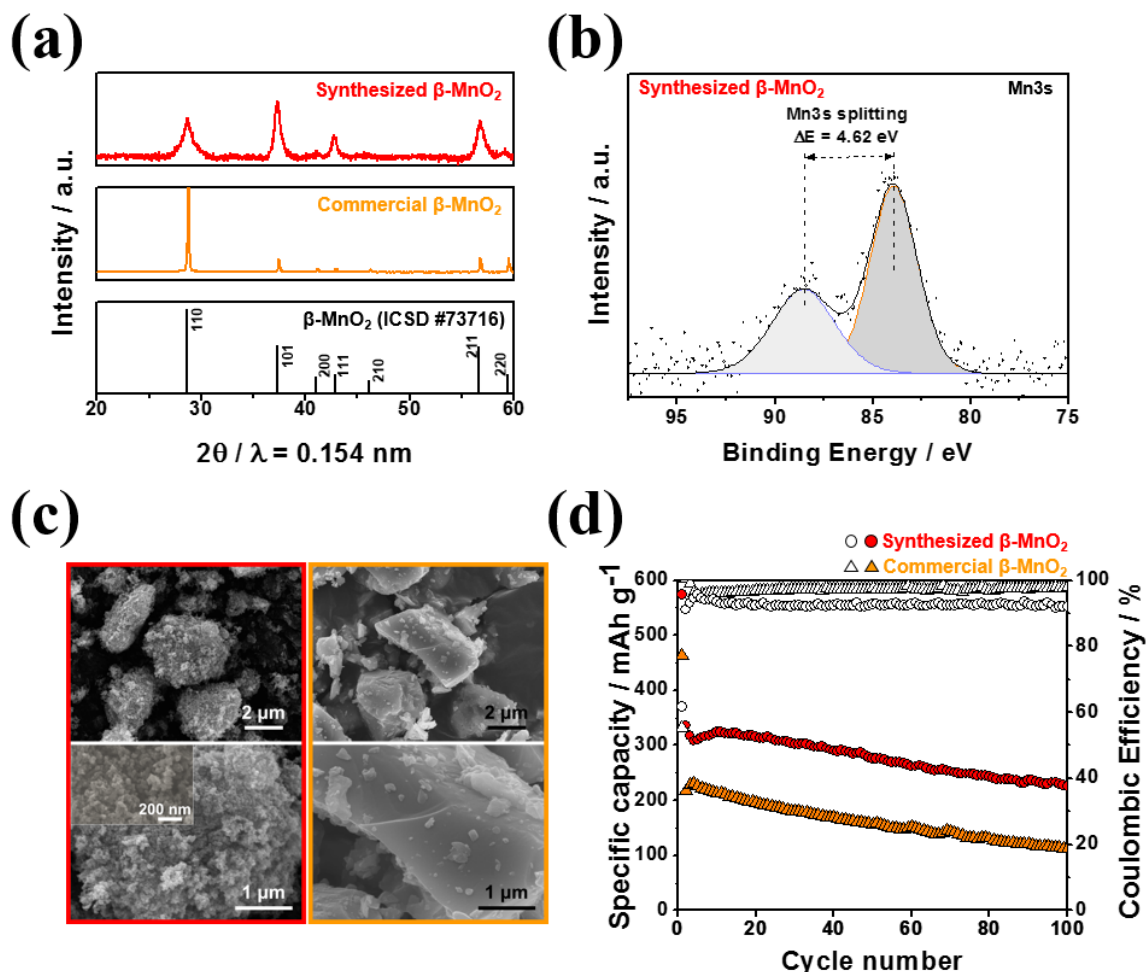 (a)
Synthesized β-MnO2
Commercial β-MnO2
β-MnO2 (ICSD #73716)
110
101
200
111
210
211
220
20 30 40 50 60
Intensity / a.u.
2θ / λ = 0.154 nm
(b)
Synthesized β-MnO2
Mn3s
Mn3s splitting
ΔE = 4.62 eV
Intensity / a.u.
95 90 85 80 75
Binding Energy / eV
(c)
2 μm
2 μm
200 nm
1 μm
1 μm
(d)
Synthesized β-MnO2
Commercial β-MnO2
600
500
400
300
200
100
0
Specific capacity / mAh g−1
100
80
60
40
20
0
Coulombic Efficiency / %
0 20 40 60 80 100
Cycle number